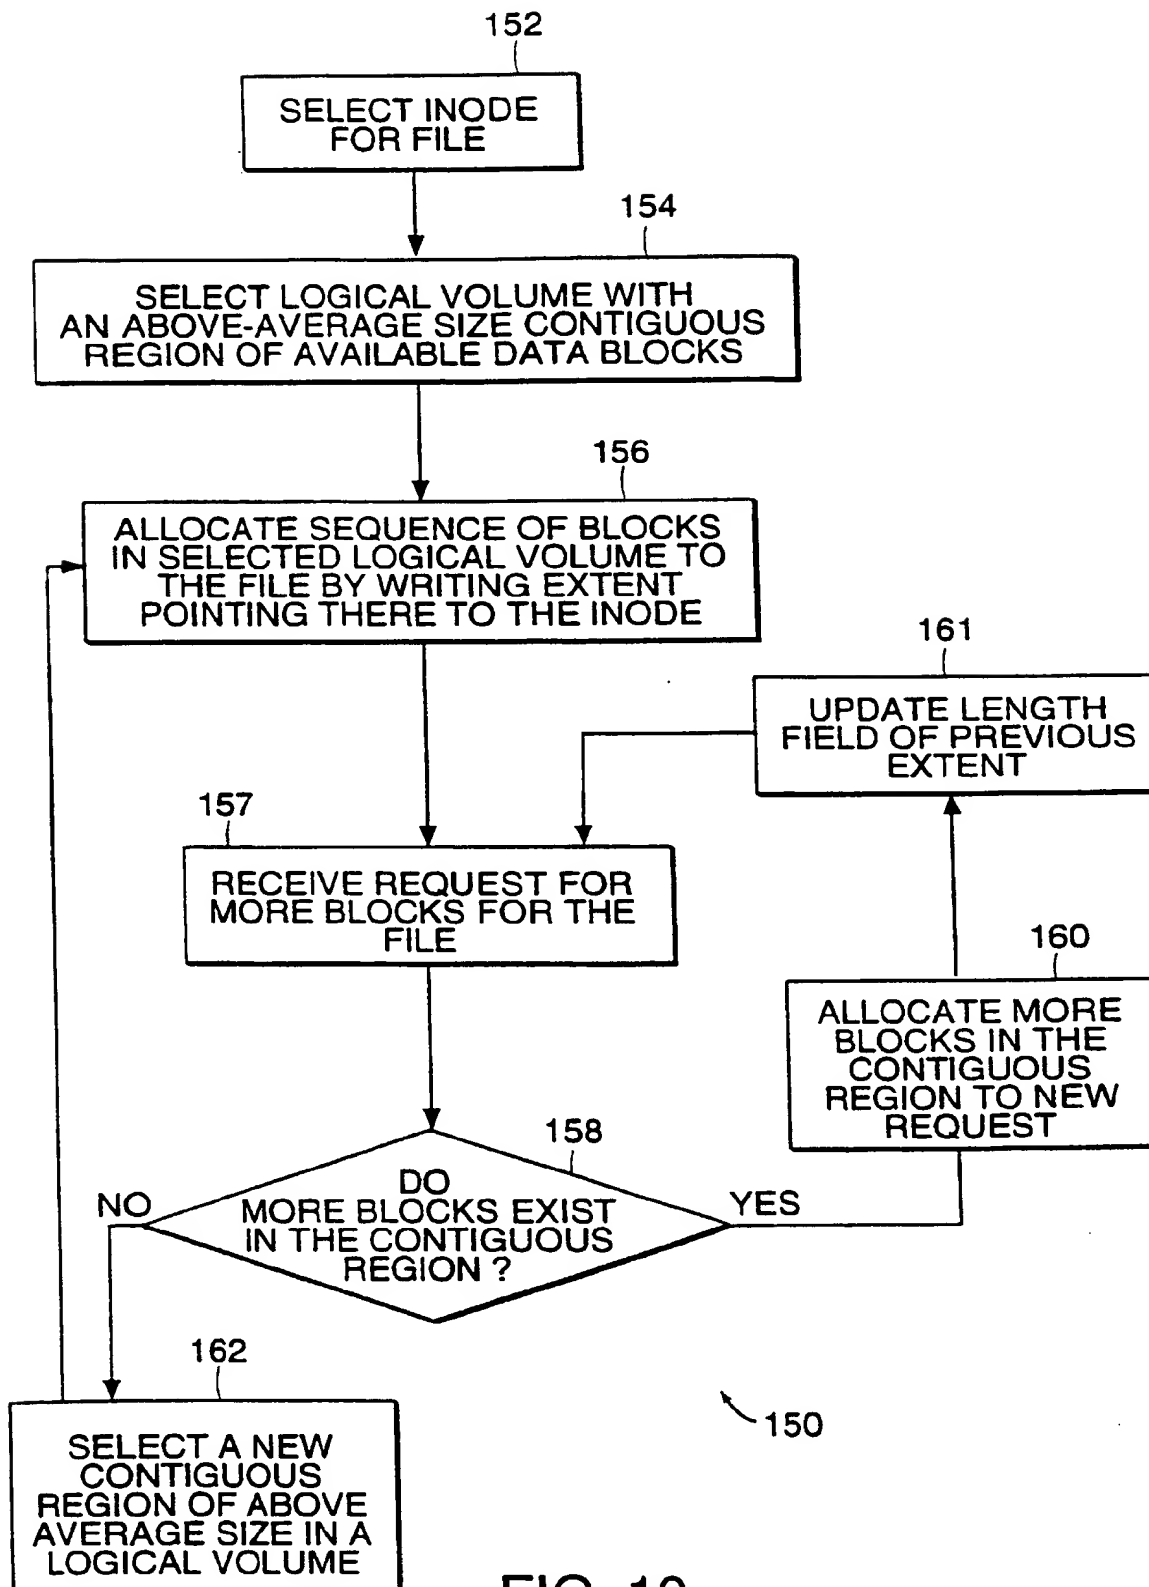 152
SELECT INODE
FOR FILE
154
SELECT LOGICAL VOLUME WITH
AN ABOVE-AVERAGE SIZE CONTIGUOUS
REGION OF AVAILABLE DATA BLOCKS
156
ALLOCATE SEQUENCE OF BLOCKS
IN SELECTED LOGICAL VOLUME TO
THE FILE BY WRITING EXTENT
POINTING THERE TO THE INODE
161
UPDATE LENGTH
FIELD OF PREVIOUS
EXTENT
157
RECEIVE REQUEST FOR
MORE BLOCKS FOR THE
FILE
160
ALLOCATE MORE
BLOCKS IN THE
CONTIGUOUS
REGION TO NEW
REQUEST
158
DO
MORE BLOCKS EXIST
IN THE CONTIGUOUS
REGION ?
NO
YES
162
SELECT A NEW
CONTIGUOUS
REGION OF ABOVE
AVERAGE SIZE IN A
LOGICAL VOLUME
150